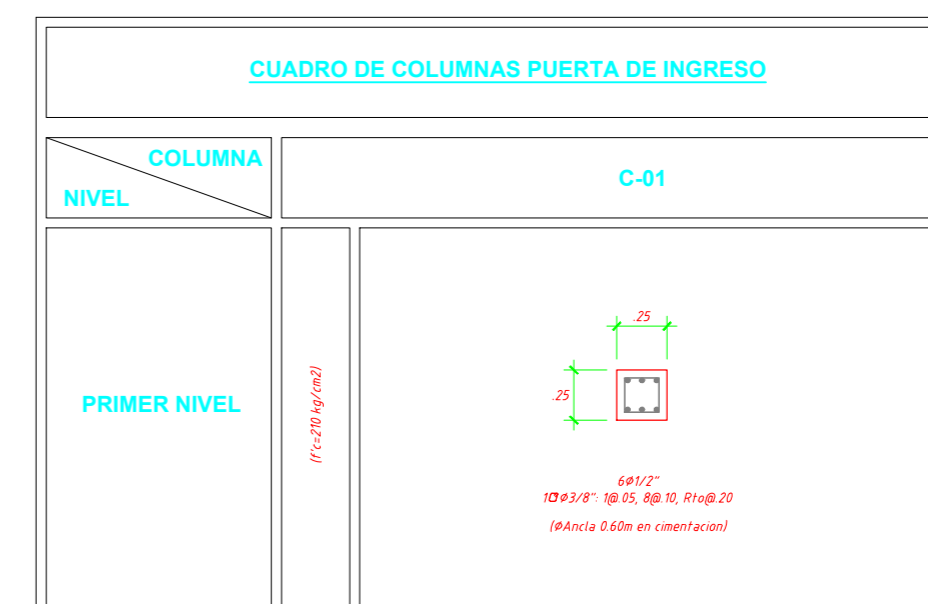 CUADRO DE COLUMNAS PUERTA DE INGRESO
COLUMNA
NIVEL
C-01
PRIMER NIVEL
(f'c=210 kg/cm2)
.25
.25
6Ø1/2"
Ø3/8": 1@.05, 8@.10, Rto@.20
(ØAncla 0.60m en cimentacion)